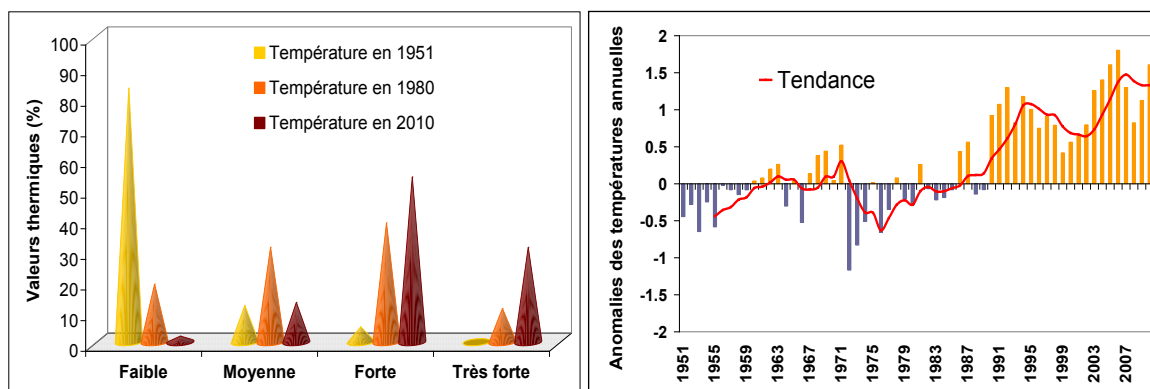 Valeurs thermiques (%)
100
90
80
70
60
50
40
30
20
10
0
Température en 1951
Température en 1980
Température en 2010
Faible Moyenne Forte Très forte
Anomalies des températures annuelles
2
1.5
1
0.5
0
-0.5
-1
-1.5
-2
Tendance
1951 1955 1959 1963 1967 1971 1975 1979 1983 1987 1991 1995 1999 2003 2007